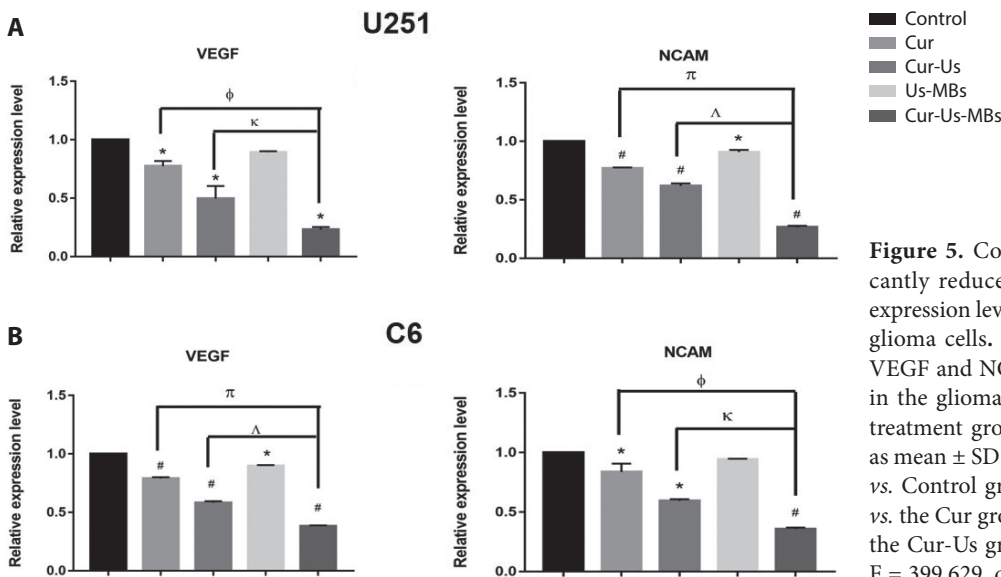 A
U251
VEGF
Relative expression level
1.5
1.0
0.5
0.0
ϕ
κ
*
*
*
NCAM
Relative expression level
1.5
1.0
0.5
0.0
π
Λ
#
#
*
#
Control
Cur
Cur-Us
Us-MBs
Cur-Us-MBs
B
C6
VEGF
Relative expression level
1.5
1.0
0.5
0.0
π
Λ
#
#
*
#
NCAM
Relative expression level
1.5
1.0
0.5
0.0
ϕ
κ
*
*
#
Figure 5. Co
cantly reduce
expression lev
glioma cells.
VEGF and NC
in the glioma
treatment gro
as mean ± SD
vs. Control gr
vs. the Cur gro
the Cur-Us gr
F = 399.629